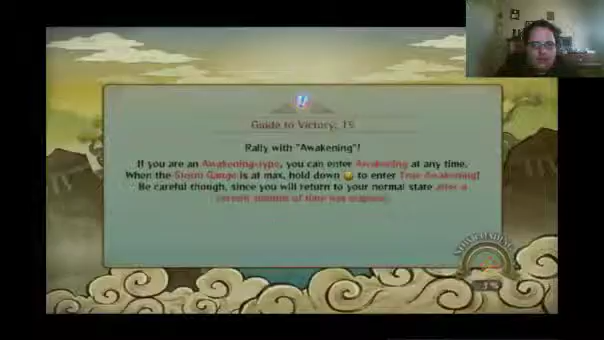 Guide to Victory: 15
Rally with "Awakening"!
If you are an Awakening-type, you can enter Awakening at any time.
When the Storm Gauge is at max, hold down to enter True Awakening!
Be careful though, since you will return to your normal state after a
certain amount of time has elapsed.
NOW LOADING